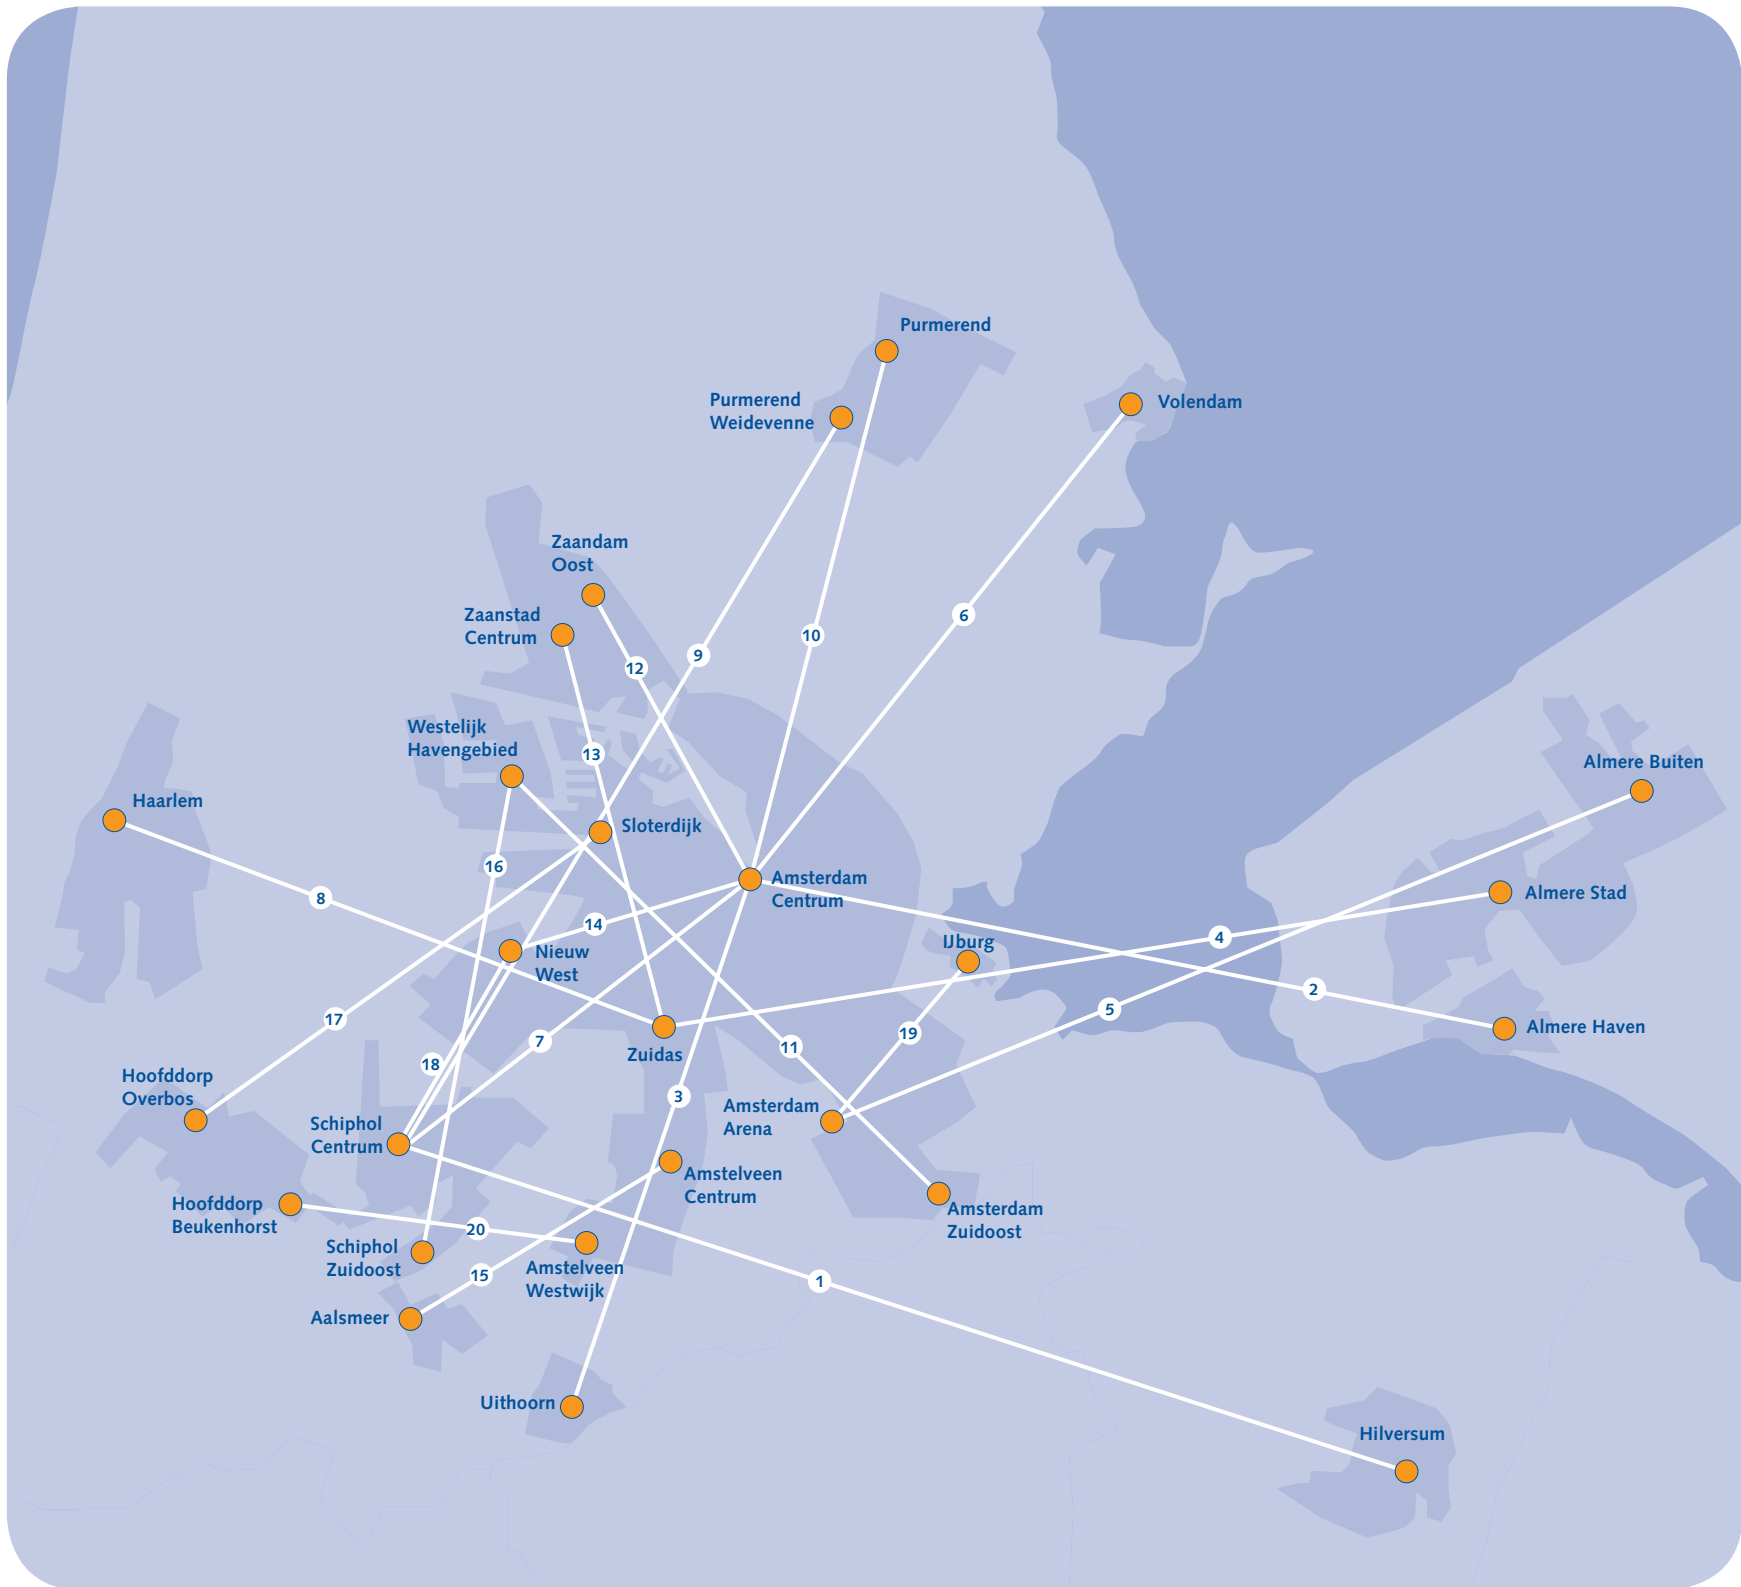 Purmerend
Purmerend
Weidevenne
Volendam
Zaandam
Oost
Zaanstad
Centrum
6
10
9
12
Westelijk
Havengebied
13
Almere Buiten
Haarlem
Sloterdijk
16
Amsterdam
Centrum
Almere Stad
8
14
4
IJburg
Nieuw
West
2
5
17
Almere Haven
19
7
11
Zuidas
18
Hoofddorp
Overbos
3
Amsterdam
Arena
Schiphol
Centrum
Amstelveen
Centrum
Hoofddorp
Beukenhorst
20
Amsterdam
Zuidoost
Schiphol
Zuidoost
15
Amstelveen
Westwijk
1
Aalsmeer
Uithoorn
Hilversum